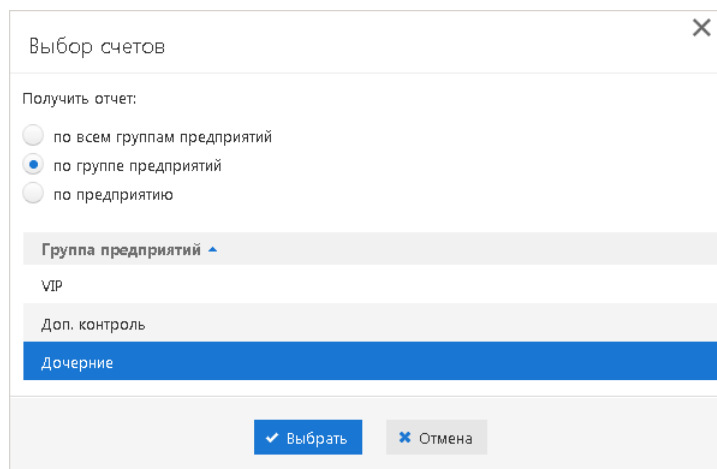 Выбор счетов
Получить отчет:
по всем группам предприятий
по группе предприятий
по предприятию
Группа предприятий
VIP
Доп. контроль
Дочерние
Выбрать
Отмена